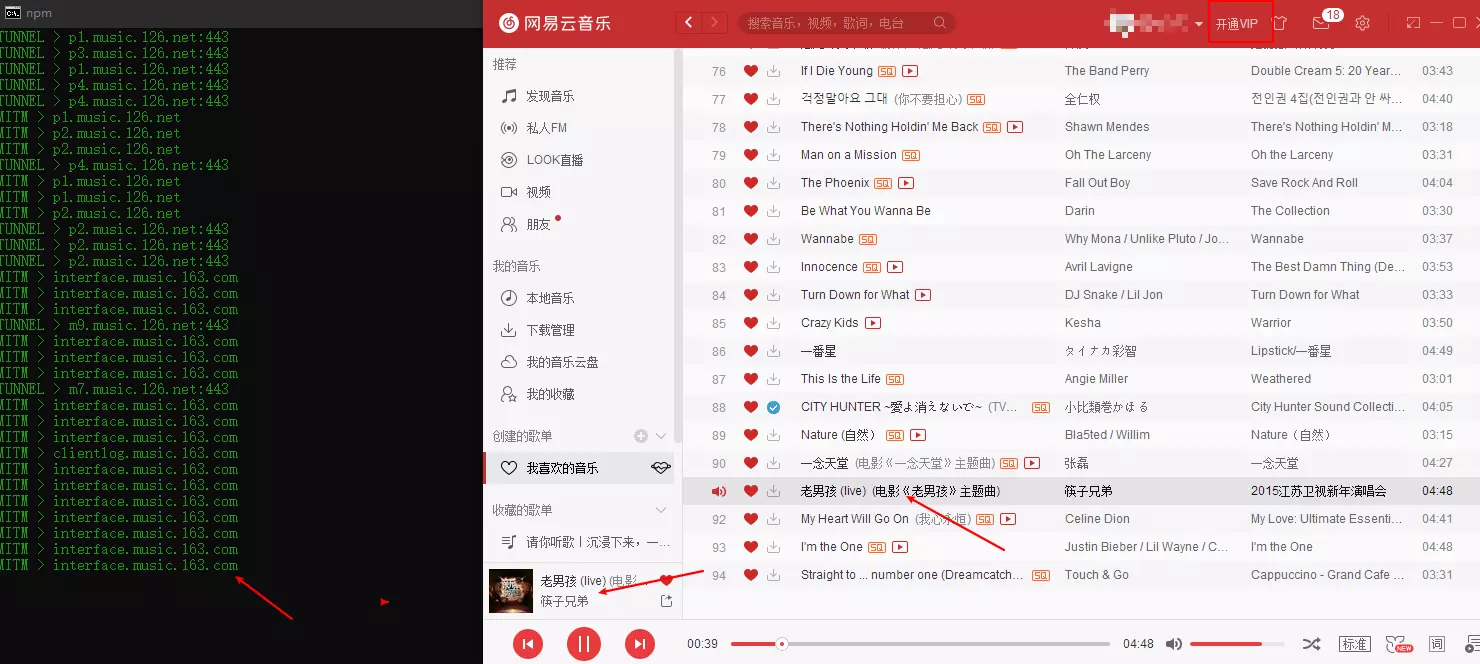 npm
TUNNEL > p1.music.126.net:443
TUNNEL > p3.music.126.net:443
TUNNEL > p1.music.126.net:443
TUNNEL > p4.music.126.net:443
TUNNEL > p4.music.126.net:443
MITM > p1.music.126.net
MITM > p2.music.126.net
MITM > p2.music.126.net
TUNNEL > p4.music.126.net:443
MITM > p1.music.126.net
MITM > p1.music.126.net
MITM > p2.music.126.net
TUNNEL > p2.music.126.net:443
TUNNEL > p2.music.126.net:443
TUNNEL > p2.music.126.net:443
MITM > interface.music.163.com
MITM > interface.music.163.com
MITM > interface.music.163.com
TUNNEL > m9.music.126.net:443
MITM > interface.music.163.com
MITM > interface.music.163.com
MITM > interface.music.163.com
TUNNEL > m7.music.126.net:443
MITM > interface.music.163.com
MITM > interface.music.163.com
MITM > interface.music.163.com
MITM > clientlog.music.163.com
MITM > interface.music.163.com
MITM > interface.music.163.com
MITM > interface.music.163.com
MITM > interface.music.163.com
MITM > interface.music.163.com
MITM > interface.music.163.com
MITM > interface.music.163.com
网易云音乐
搜索音乐，视频，歌词，电台
开通VIP
18
推荐
发现音乐
私人FM
LOOK直播
视频
朋友
我的音乐
本地音乐
下载管理
我的音乐云盘
我的收藏
创建的歌单
我喜欢的音乐
收藏的歌单
请你听歌丨沉浸下来，一...
老男孩 (live) (电影...
筷子兄弟
76 If I Die Young SQ The Band Perry Double Cream 5: 20 Year... 03:43
77 걱정말아요 그대 (你不要担心) SQ 全仁权 전인권 4집(전인권과 안 싸... 04:40
78 There's Nothing Holdin' Me Back SQ Shawn Mendes There's Nothing Holdin' M... 03:18
79 Man on a Mission SQ Oh The Larceny Oh the Larceny 03:31
80 The Phoenix SQ Fall Out Boy Save Rock And Roll 04:04
81 Be What You Wanna Be Darin The Collection 03:30
82 Wannabe SQ Why Mona / Unlike Pluto / Jo... Wannabe 03:37
83 Innocence SQ Avril Lavigne The Best Damn Thing (De... 03:53
84 Turn Down for What DJ Snake / Lil Jon Turn Down for What 03:33
85 Crazy Kids Kesha Warrior 03:50
86 一番星 タイナカ彩智 Lipstick/一番星 04:49
87 This Is the Life SQ Angie Miller Weathered 03:01
88 CITY HUNTER ~愛よ消えないで~ (TV... SQ 小比類巻かほる City Hunter Sound Collecti... 04:05
89 Nature (自然） SQ Bla5ted / Willim Nature（自然） 03:15
90 一念天堂 (电影《一念天堂》主题曲) SQ 张磊 一念天堂 04:27
老男孩 (live) (电影《老男孩》主题曲) 筷子兄弟 2015江苏卫视新年演唱会 04:48
92 My Heart Will Go On (我心永恒) SQ Celine Dion My Love: Ultimate Essenti... 04:41
93 I'm the One SQ Justin Bieber / Lil Wayne / C... I'm the One 04:48
94 Straight to ... number one (Dreamcatch... SQ Touch & Go Cappuccino - Grand Cafe ... 03:31
00:39 04:48 标准 NEW 词